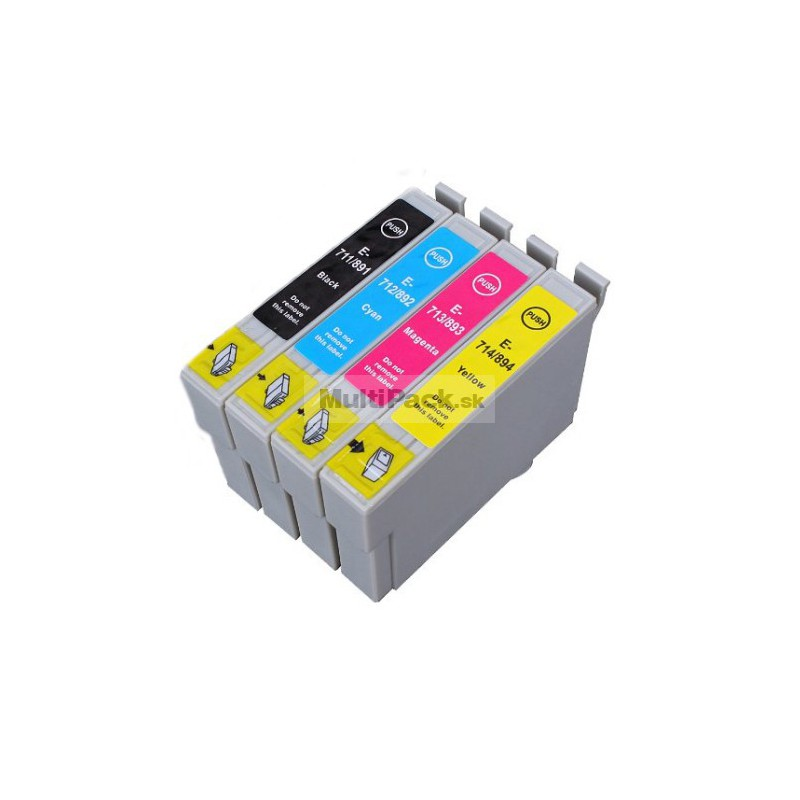 PUSH
E-
711/891
Black
Do not
remove
this label.
PUSH
E-
712/892
Cyan
Do not
remove
this label.
PUSH
E-
713/893
Magenta
Do not
remove
this label.
PUSH
E-
714/894
Yellow
Do not
remove
this label.
MultiPack.sk